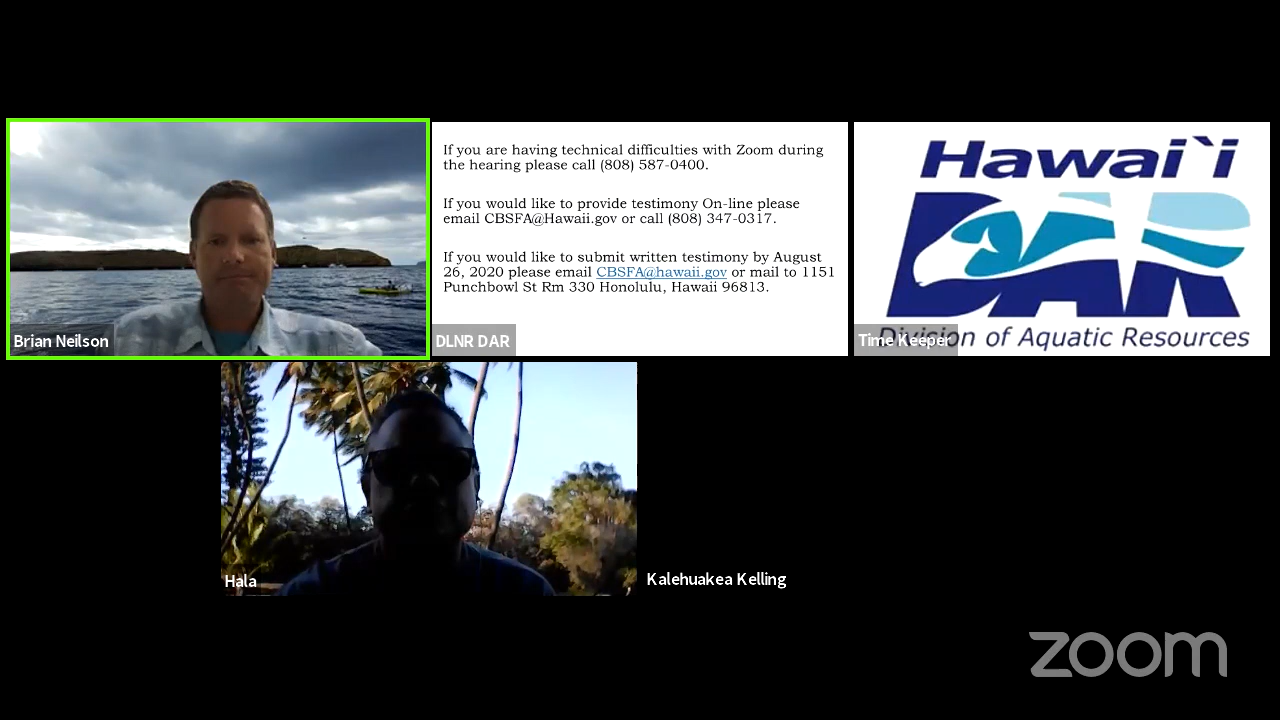 If you are having technical difficulties with Zoom during
the hearing please call (808) 587-0400.
If you would like to provide testimony On-line please
email CBSFA@Hawaii.gov or call (808) 347-0317.
If you would like to submit written testimony by August
26, 2020 please email CBSFA@hawaii.gov or mail to 1151
Punchbowl St Rm 330 Honolulu, Hawaii 96813.
Hawai`i
DAR
Division of Aquatic Resources
Brian Neilson
DLNR DAR
Time Keeper
Hala
Kalehuakea Kelling
zoom